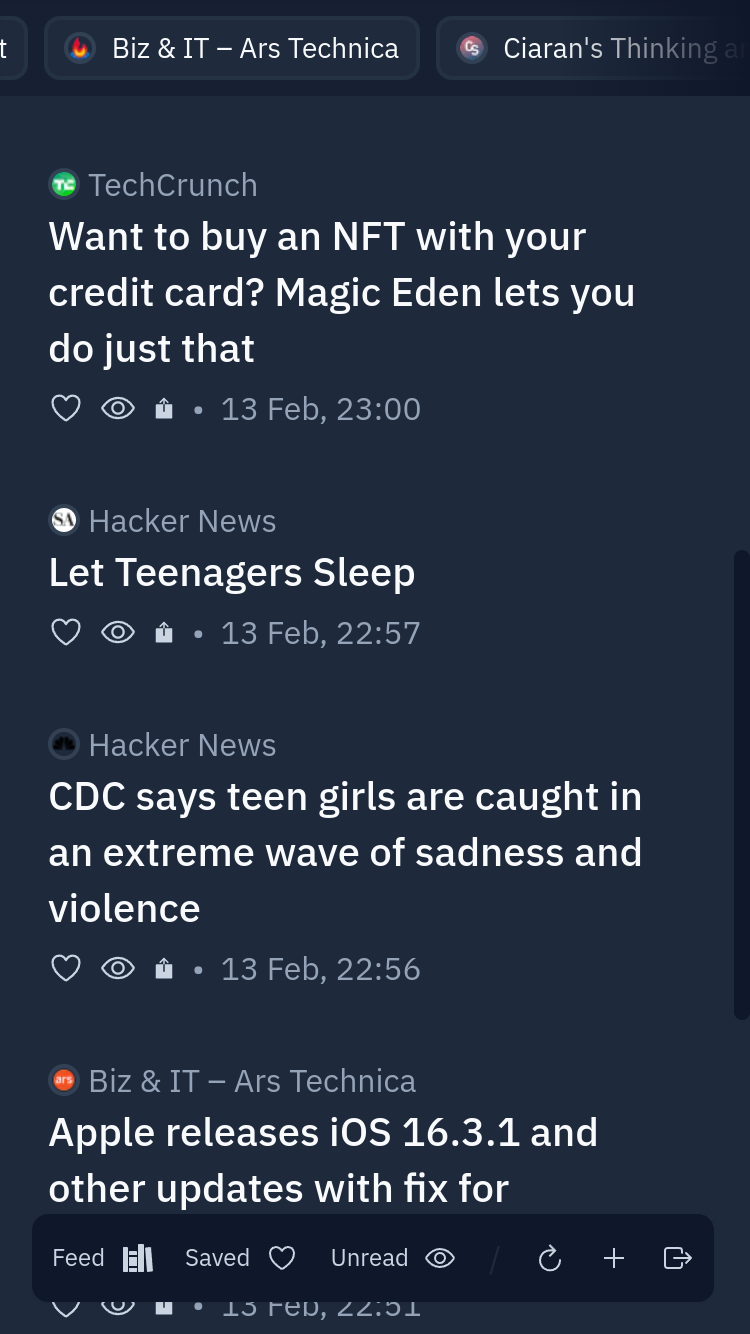 t
Biz & IT – Ars Technica
Ciaran's Thinking a
TechCrunch
Want to buy an NFT with your
credit card? Magic Eden lets you
do just that
13 Feb, 23:00
SA Hacker News
Let Teenagers Sleep
13 Feb, 22:57
Hacker News
CDC says teen girls are caught in
an extreme wave of sadness and
violence
13 Feb, 22:56
ars Biz & IT – Ars Technica
Apple releases iOS 16.3.1 and
other updates with fix for
Feed Saved Unread
13 Feb, 22:51